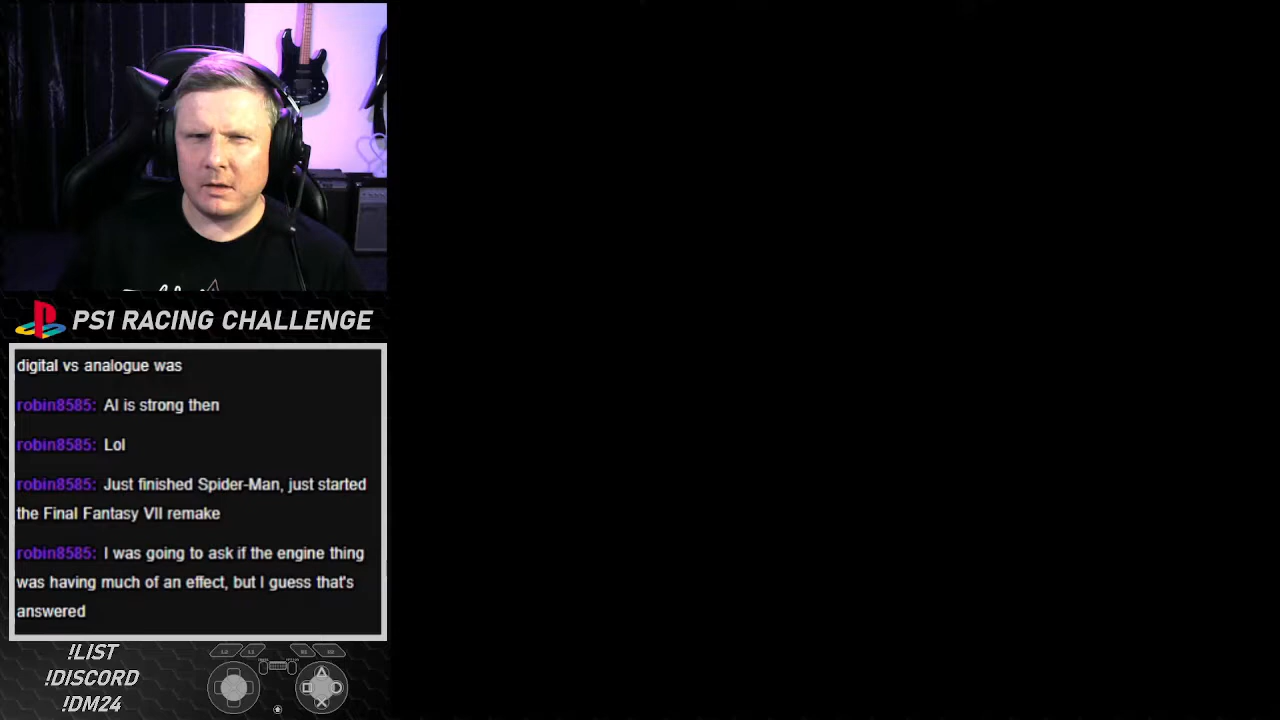 PS1 RACING CHALLENGE
digital vs analogue was
robin8585: AI is strong then
robin8585: Lol
robin8585: Just finished Spider-Man, just started
the Final Fantasy VII remake
robin8585: I was going to ask if the engine thing
was having much of an effect, but I guess that's
answered
!LIST
!DISCORD
!DM24